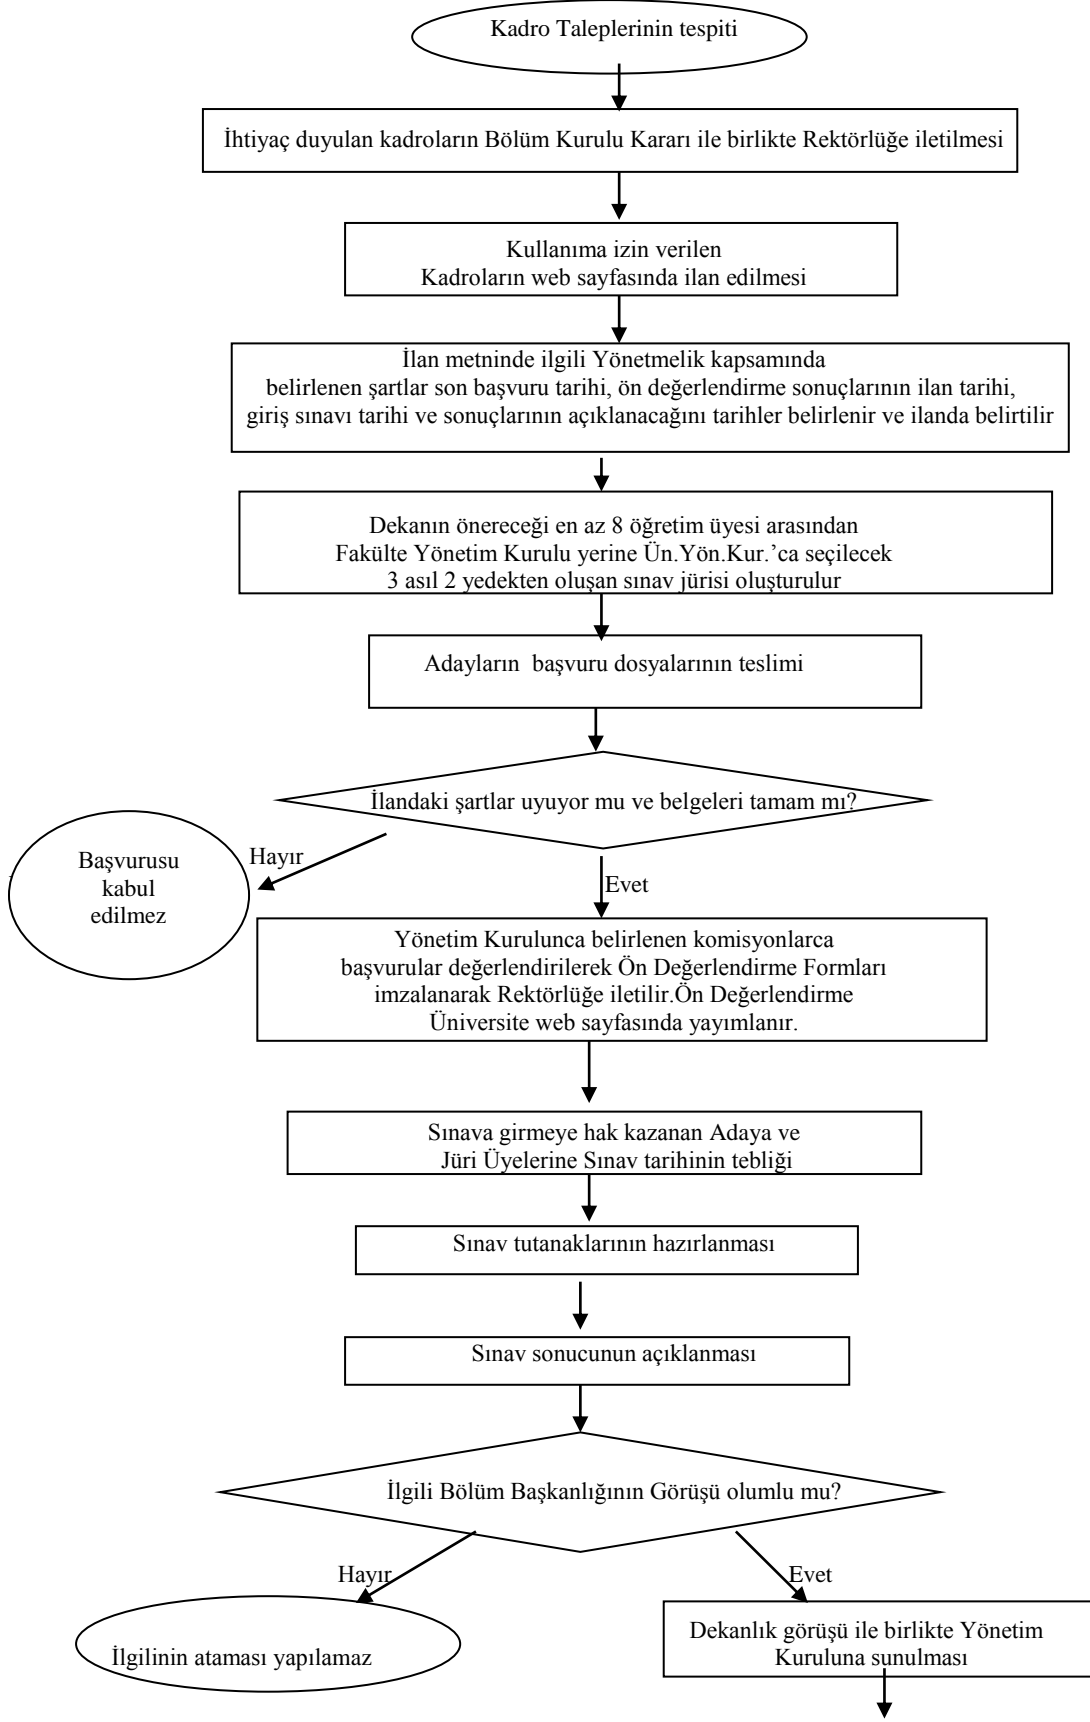 Kadro Taleplerinin tespiti
İhtiyaç duyulan kadroların Bölüm Kurulu Kararı ile birlikte Rektörlüğe iletilmesi
Kullanıma izin verilen
Kadroların web sayfasında ilan edilmesi
İlan metninde ilgili Yönetmelik kapsamında
belirlenen şartlar son başvuru tarihi, ön değerlendirme sonuçlarının ilan tarihi,
giriş sınavı tarihi ve sonuçlarının açıklanacağını tarihler belirlenir ve ilanda belirtilir
Dekanın önereceği en az 8 öğretim üyesi arasından
Fakülte Yönetim Kurulu yerine Ün.Yön.Kur.’ca seçilecek
3 asıl 2 yedekten oluşan sınav jürisi oluşturulur
Adayların başvuru dosyalarının teslimi
İlandaki şartlar uyuyor mu ve belgeleri tamam mı?
Hayır
Başvurusu
kabul
edilmez
Evet
Yönetim Kurulunca belirlenen komisyonlarca
başvurular değerlendirilerek Ön Değerlendirme Formları
imzalanarak Rektörlüğe iletilir.Ön Değerlendirme
Üniversite web sayfasında yayımlanır.
Sınava girmeye hak kazanan Adaya ve
Jüri Üyelerine Sınav tarihinin tebliği
Sınav tutanaklarının hazırlanması
Sınav sonucunun açıklanması
İlgili Bölüm Başkanlığının Görüşü olumlu mu?
Hayır
Evet
İlgilinin ataması yapılamaz
Dekanlık görüşü ile birlikte Yönetim
Kuruluna sunulması